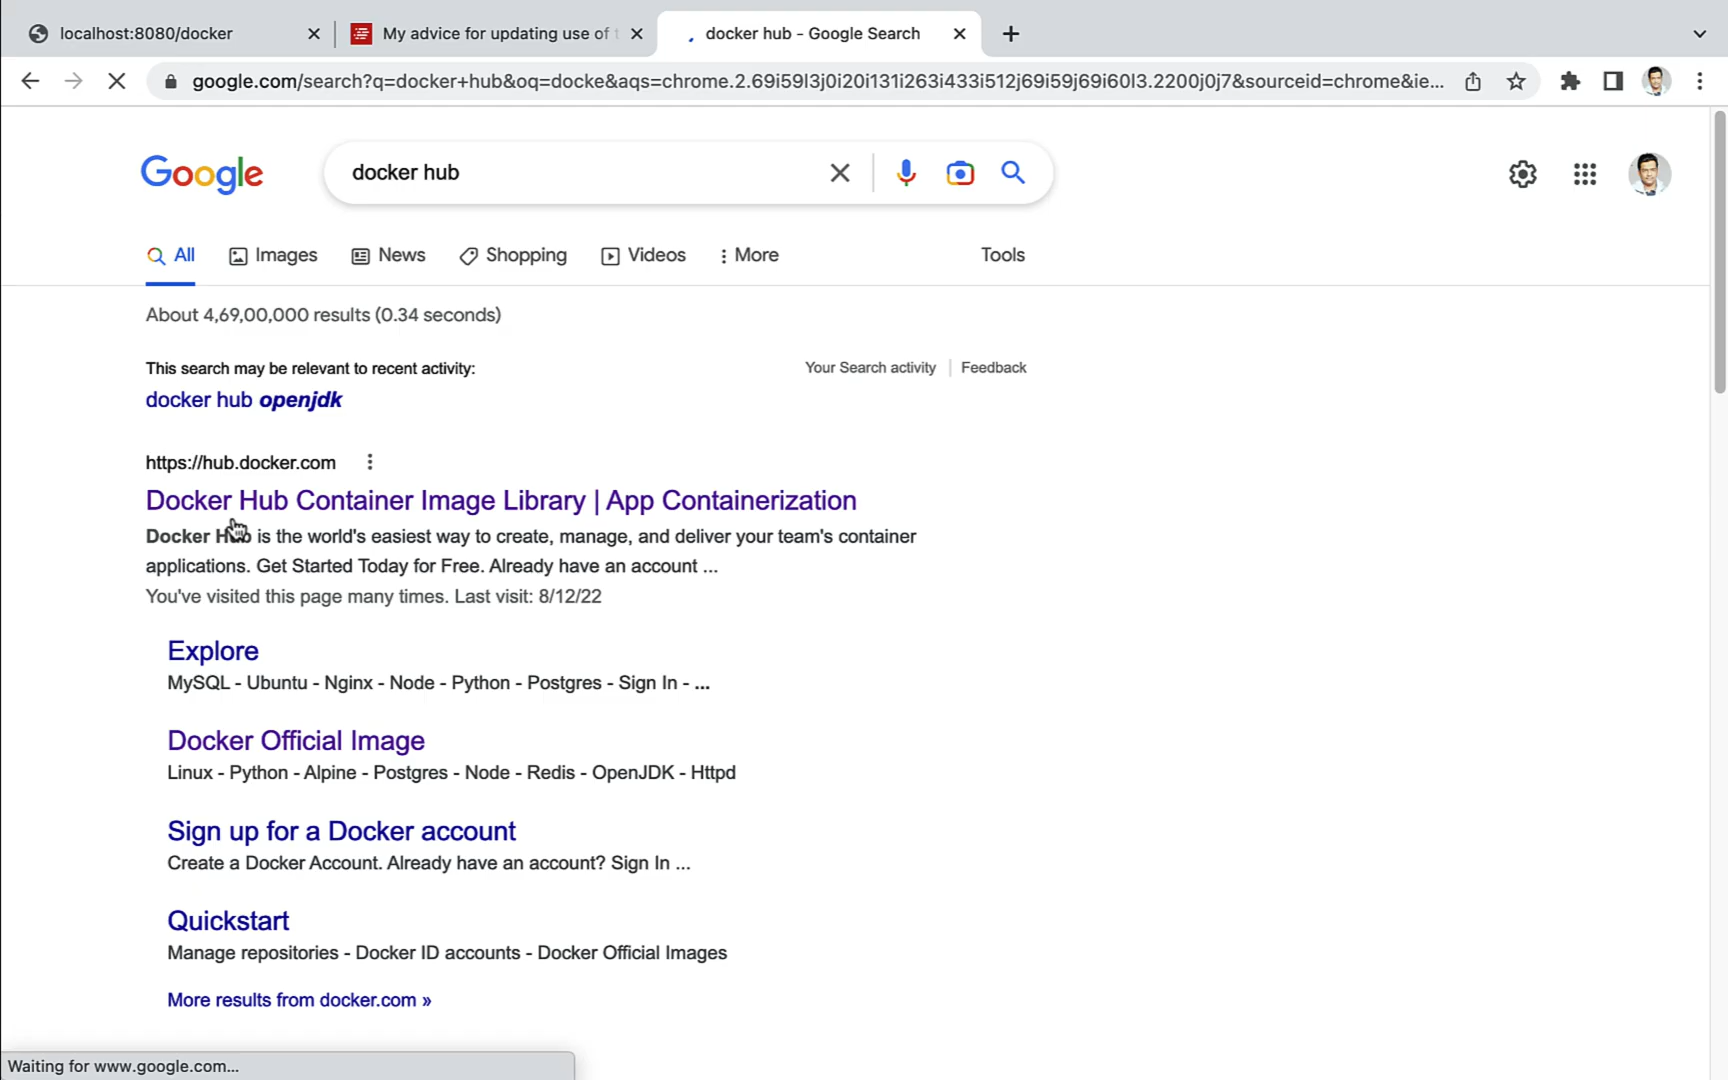 localhost:8080/docker
My advice for updating use of t
docker hub - Google Search
google.com/search?q=docker+hub&oq=docke&aqs=chrome.2.69i59l3j0i20i131i263i433i512j69i59j69i60l3.2200j0j7&sourceid=chrome&ie...
Google
docker hub
All
Images
News
Shopping
Videos
More
Tools
About 4,69,00,000 results (0.34 seconds)
This search may be relevant to recent activity:
Your Search activity
Feedback
docker hub openjdk
https://hub.docker.com
Docker Hub Container Image Library | App Containerization
Docker Hub is the world's easiest way to create, manage, and deliver your team's container
applications. Get Started Today for Free. Already have an account ...
You've visited this page many times. Last visit: 8/12/22
Explore
MySQL - Ubuntu - Nginx - Node - Python - Postgres - Sign In - ...
Docker Official Image
Linux - Python - Alpine - Postgres - Node - Redis - OpenJDK - Httpd
Sign up for a Docker account
Create a Docker Account. Already have an account? Sign In ...
Quickstart
Manage repositories - Docker ID accounts - Docker Official Images
More results from docker.com »
Waiting for www.google.com...